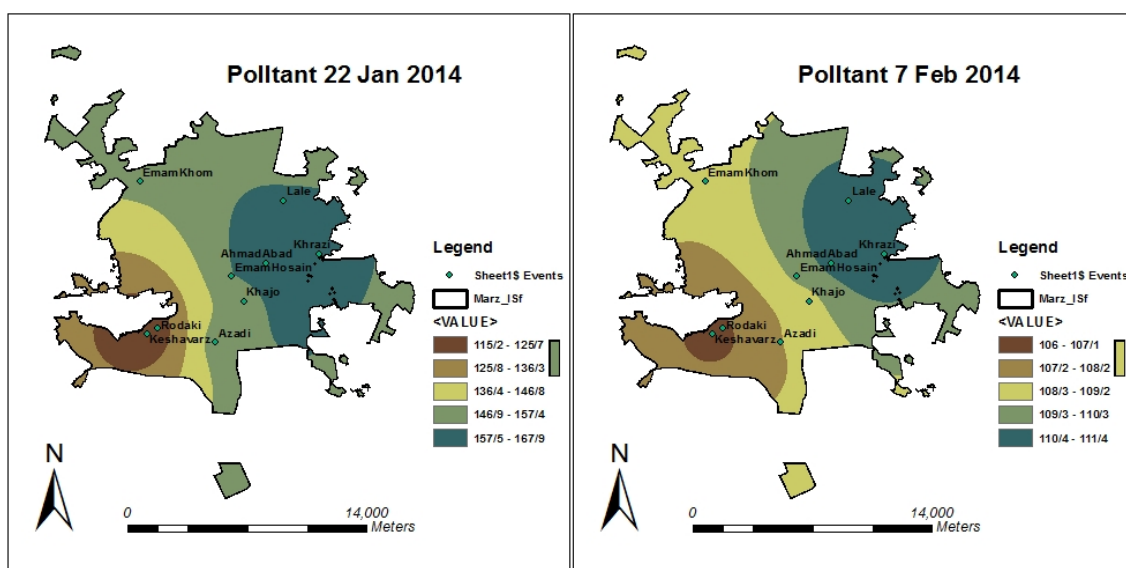 Polltant 22 Jan 2014
EmamKhom
Lale
AhmadAbad
Khrazi
EmamHosain
Khajo
Rodaki
Keshavarz
Azadi
Legend
Sheet1$ Events
Marz_ISf
<VALUE>
115/2 - 125/7
125/8 - 136/3
136/4 - 146/8
146/9 - 157/4
157/5 - 167/9
N
0 14,000
Meters
Polltant 7 Feb 2014
EmamKhom
Lale
AhmadAbad
Khrazi
EmamHosain
Khajo
Rodaki
Keshavarz
Azadi
Legend
Sheet1$ Events
Marz_ISf
<VALUE>
106 - 107/1
107/2 - 108/2
108/3 - 109/2
109/3 - 110/3
110/4 - 111/4
N
0 14,000
Meters